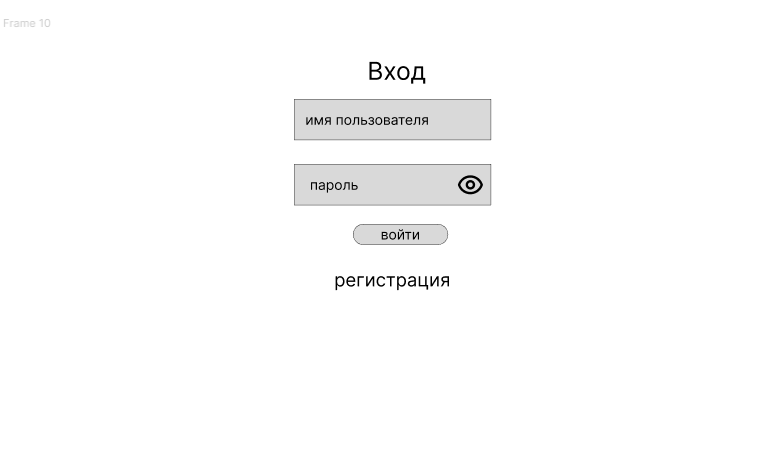 Frame 10
Вход
имя пользователя
пароль
войти
регистрация